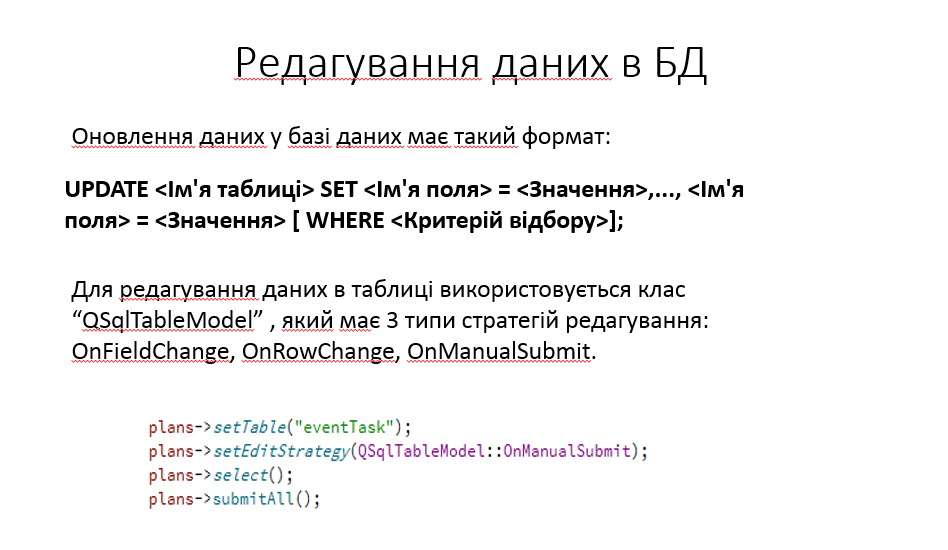 Редагування даних в БД
Оновлення даних у базі даних має такий формат:
UPDATE <Ім'я таблиці> SET <Ім'я поля> = <Значення>,..., <Ім'я
поля> = <Значення> [ WHERE <Критерій відбору>];
Для редагування даних в таблиці використовується клас
“QSqlTableModel” , який має 3 типи стратегій редагування:
OnFieldChange, OnRowChange, OnManualSubmit.
plans->setTable("eventTask");
plans->setEditStrategy(QSqlTableModel::OnManualSubmit);
plans->select();
plans->submitAll();